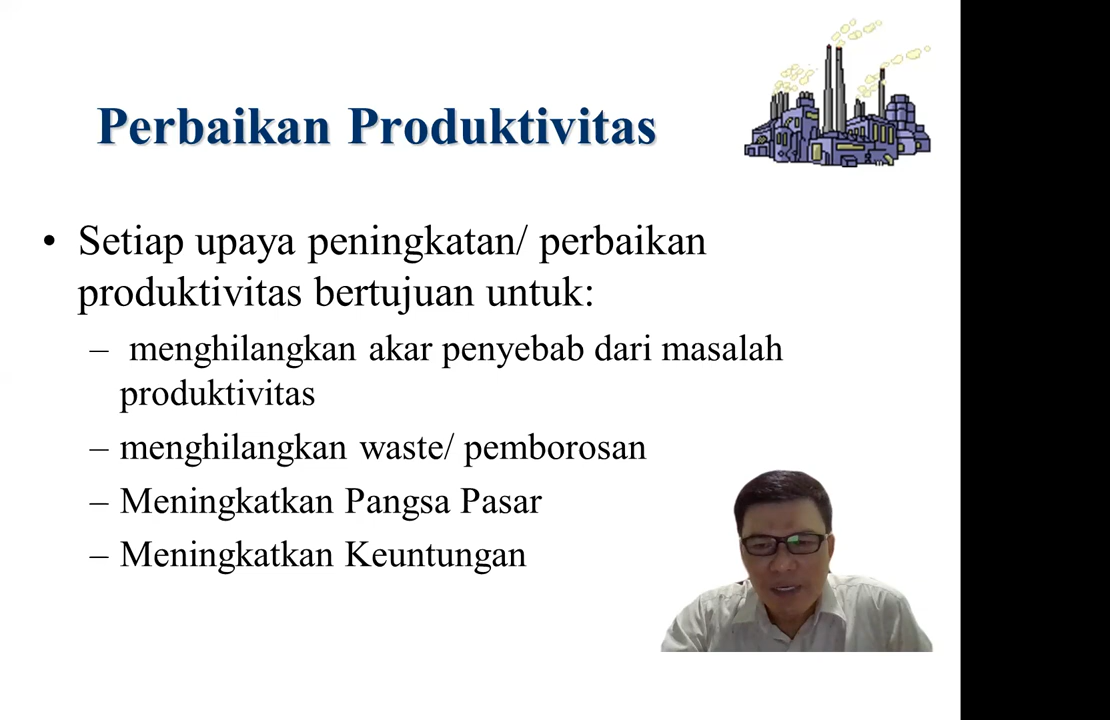 Perbaikan Produktivitas
• Setiap upaya peningkatan/ perbaikan
produktivitas bertujuan untuk:
– menghilangkan akar penyebab dari masalah
produktivitas
– menghilangkan waste/ pemborosan
– Meningkatkan Pangsa Pasar
– Meningkatkan Keuntungan